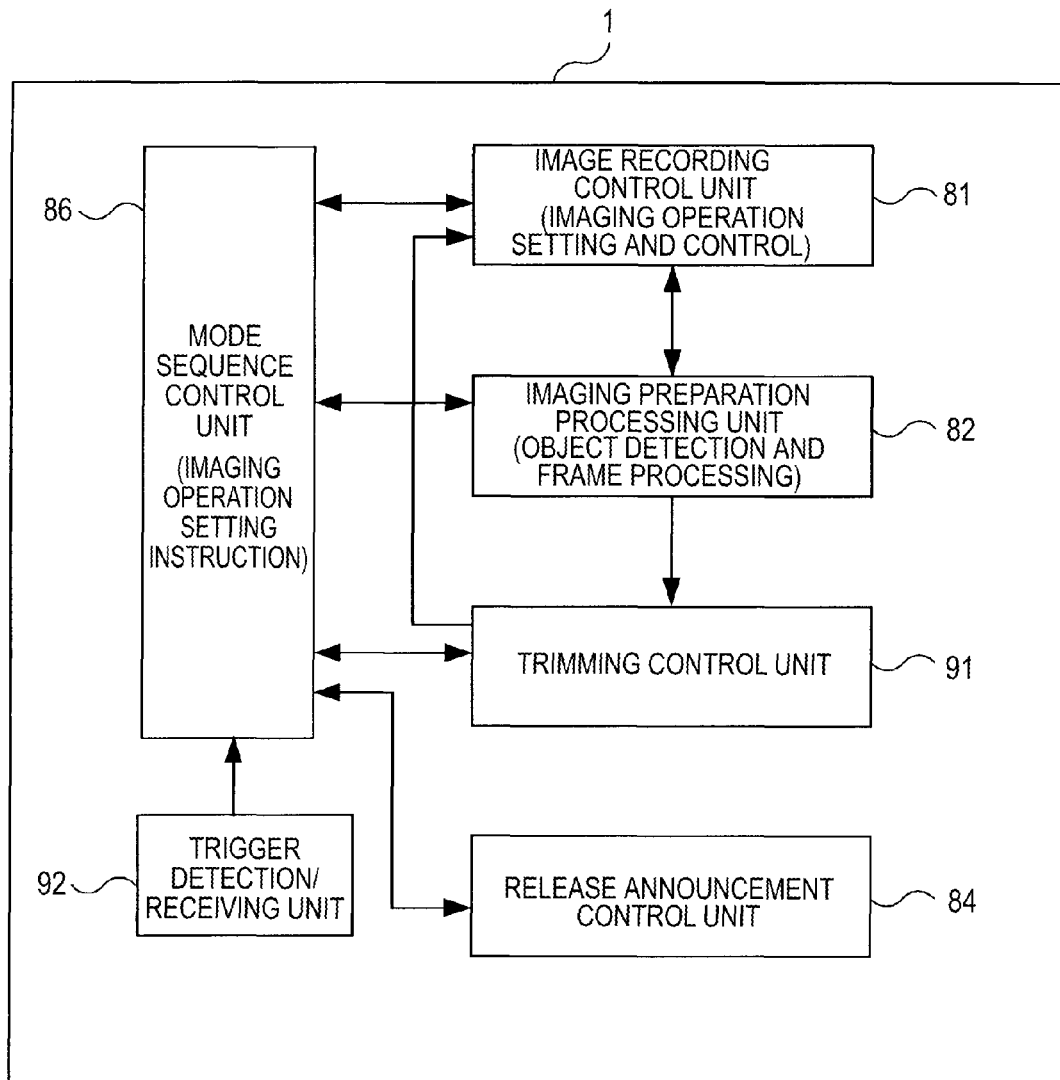 1
IMAGE RECORDING
CONTROL UNIT
(IMAGING OPERATION
SETTING AND CONTROL)
81
86
MODE
SEQUENCE
CONTROL
UNIT
(IMAGING
OPERATION
SETTING
INSTRUCTION)
IMAGING PREPARATION
PROCESSING UNIT
(OBJECT DETECTION AND
FRAME PROCESSING)
82
TRIMMING CONTROL UNIT
91
TRIGGER
DETECTION/
RECEIVING UNIT
92
RELEASE ANNOUNCEMENT
CONTROL UNIT
84